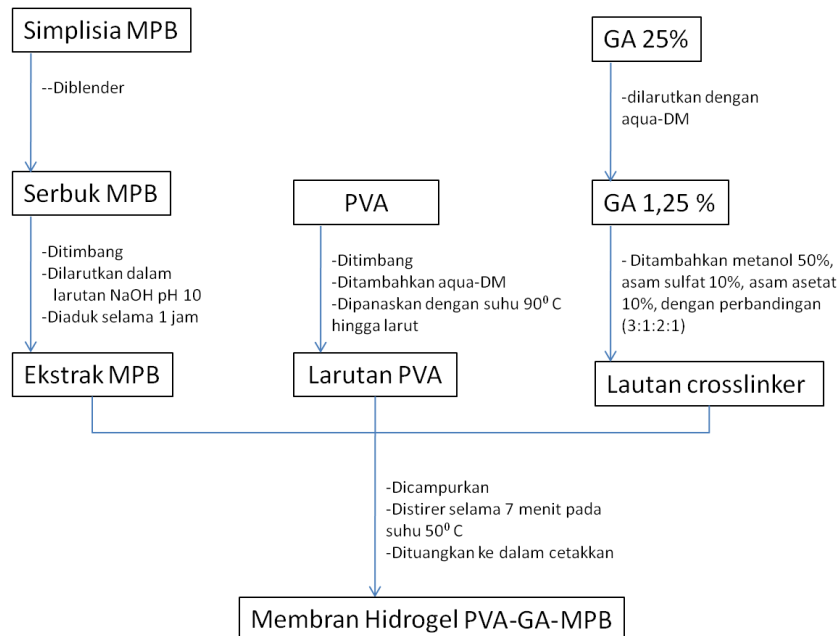 Simplisia MPB
--Diblender
Serbuk MPB
-Ditimbang
-Dilarutkan dalam
larutan NaOH pH 10
-Diaduk selama 1 jam
Ekstrak MPB
PVA
-Ditimbang
-Ditambahkan aqua-DM
-Dipanaskan dengan suhu 90⁰ C
hingga larut
Larutan PVA
GA 25%
-dilarutkan dengan
aqua-DM
GA 1,25 %
- Ditambahkan metanol 50%,
asam sulfat 10%, asam asetat
10%, dengan perbandingan
(3:1:2:1)
Lautan crosslinker
-Dicampurkan
-Distirer selama 7 menit pada
suhu 50⁰ C
-Dituangkan ke dalam cetakkan
Membran Hidrogel PVA-GA-MPB